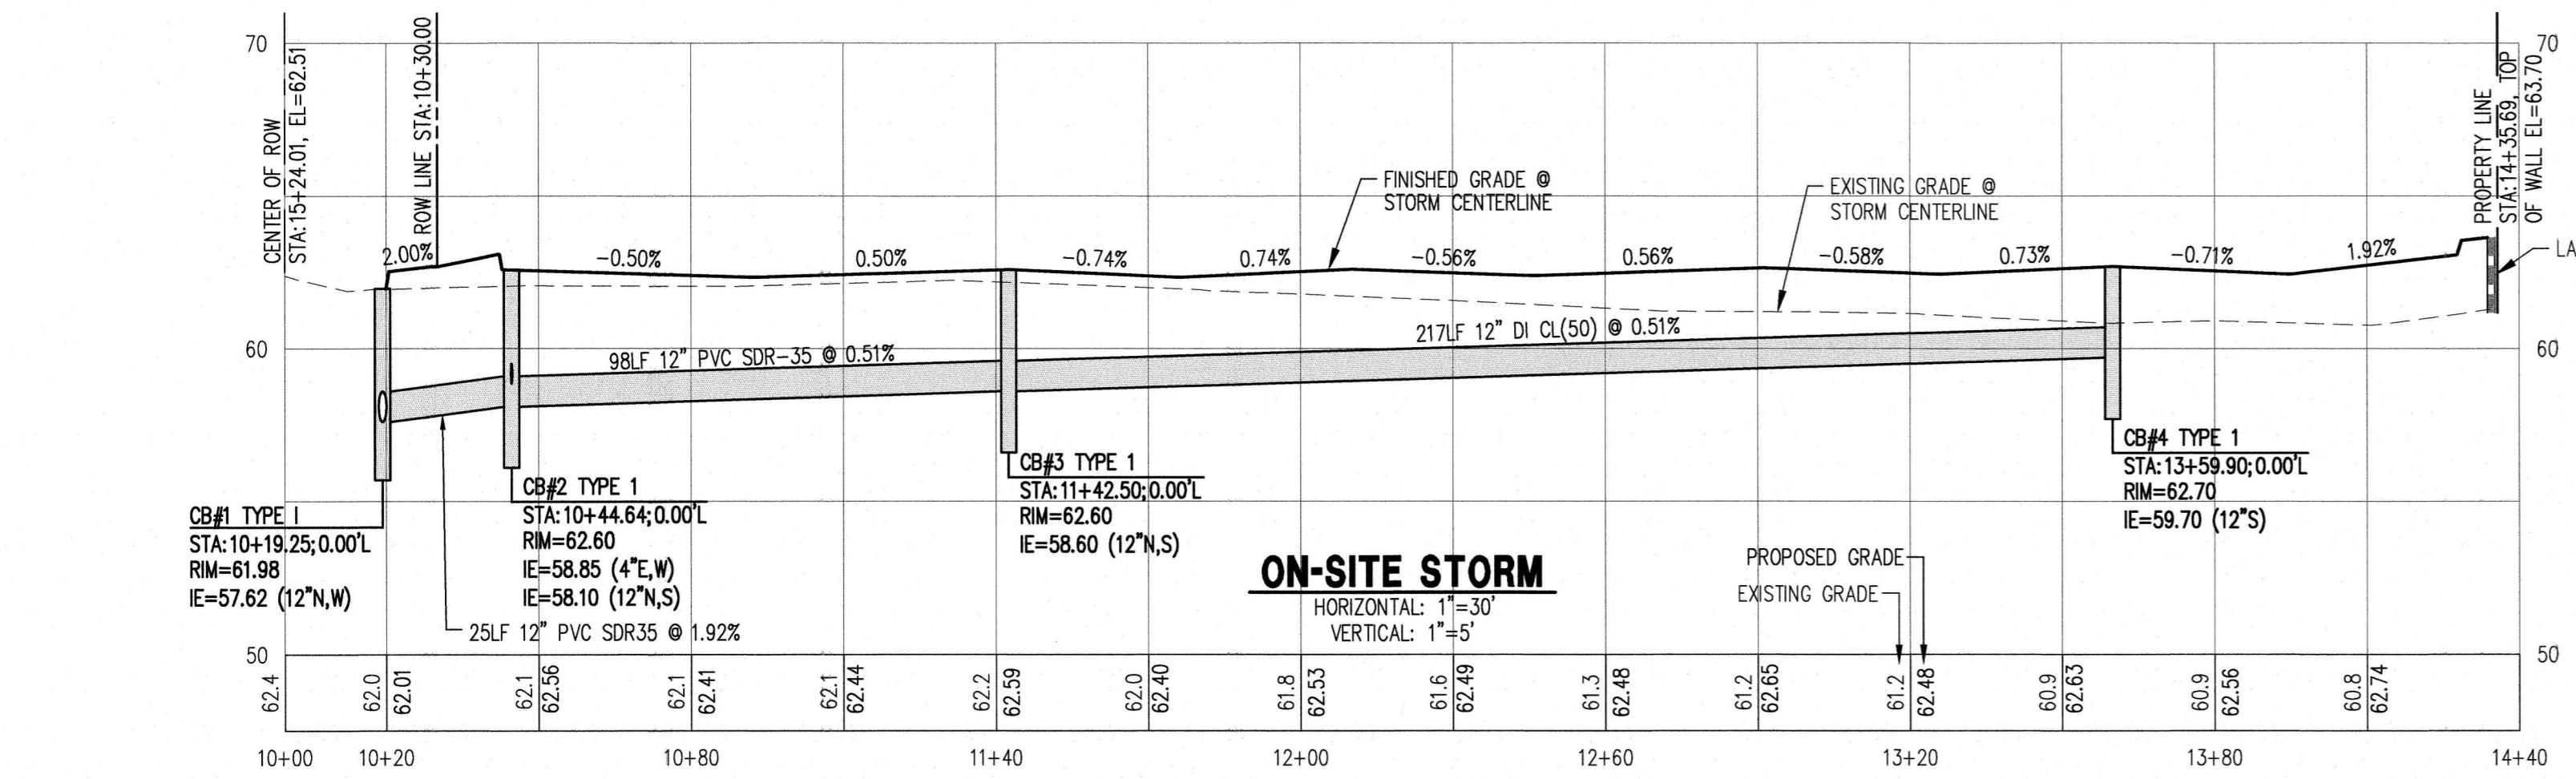 70
70
CENTER OF ROW
STA:15+24.01, EL=62.51
ROW LINE STA:10+30.00
PROPERTY LINE
STA:14+35.69, TOP
OF WALL EL=63.70
FINISHED GRADE @
STORM CENTERLINE
EXISTING GRADE @
STORM CENTERLINE
2.00%
-0.50%
0.50%
-0.74%
0.74%
-0.56%
0.56%
-0.58%
0.73%
-0.71%
1.92%
LA
60
60
98LF 12" PVC SDR-35 @ 0.51%
217LF 12" DI CL(50) @ 0.51%
CB#1 TYPE I
STA:10+19.25;0.00'L
RIM=61.98
IE=57.62 (12"N,W)
CB#2 TYPE 1
STA:10+44.64;0.00'L
RIM=62.60
IE=58.85 (4"E,W)
IE=58.10 (12"N,S)
25LF 12" PVC SDR35 @ 1.92%
CB#3 TYPE 1
STA:11+42.50;0.00'L
RIM=62.60
IE=58.60 (12"N,S)
CB#4 TYPE 1
STA:13+59.90;0.00'L
RIM=62.70
IE=59.70 (12"S)
ON-SITE STORM
HORIZONTAL: 1"=30'
VERTICAL: 1"=5'
PROPOSED GRADE
EXISTING GRADE
50
50
62.4
62.0
62.01
62.1
62.56
62.1
62.41
62.1
62.44
62.2
62.59
62.0
62.40
61.8
62.53
61.6
62.49
61.3
62.48
61.2
62.65
61.2
62.48
60.9
62.63
60.9
62.56
60.8
62.74
10+00
10+20
10+80
11+40
12+00
12+60
13+20
13+80
14+40